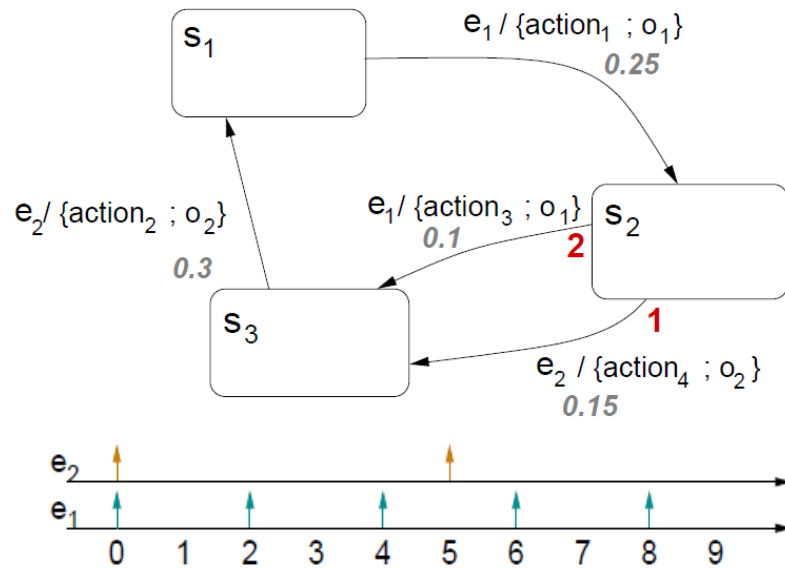 s₁
e₁ / {action₁ ; o₁}
0.25
e₂/ {action₂ ; o₂}
0.3
e₁/ {action₃ ; o₁}
0.1
s₂
2
1
s₃
e₂ / {action₄ ; o₂}
0.15
e₂
e₁
0 1 2 3 4 5 6 7 8 9